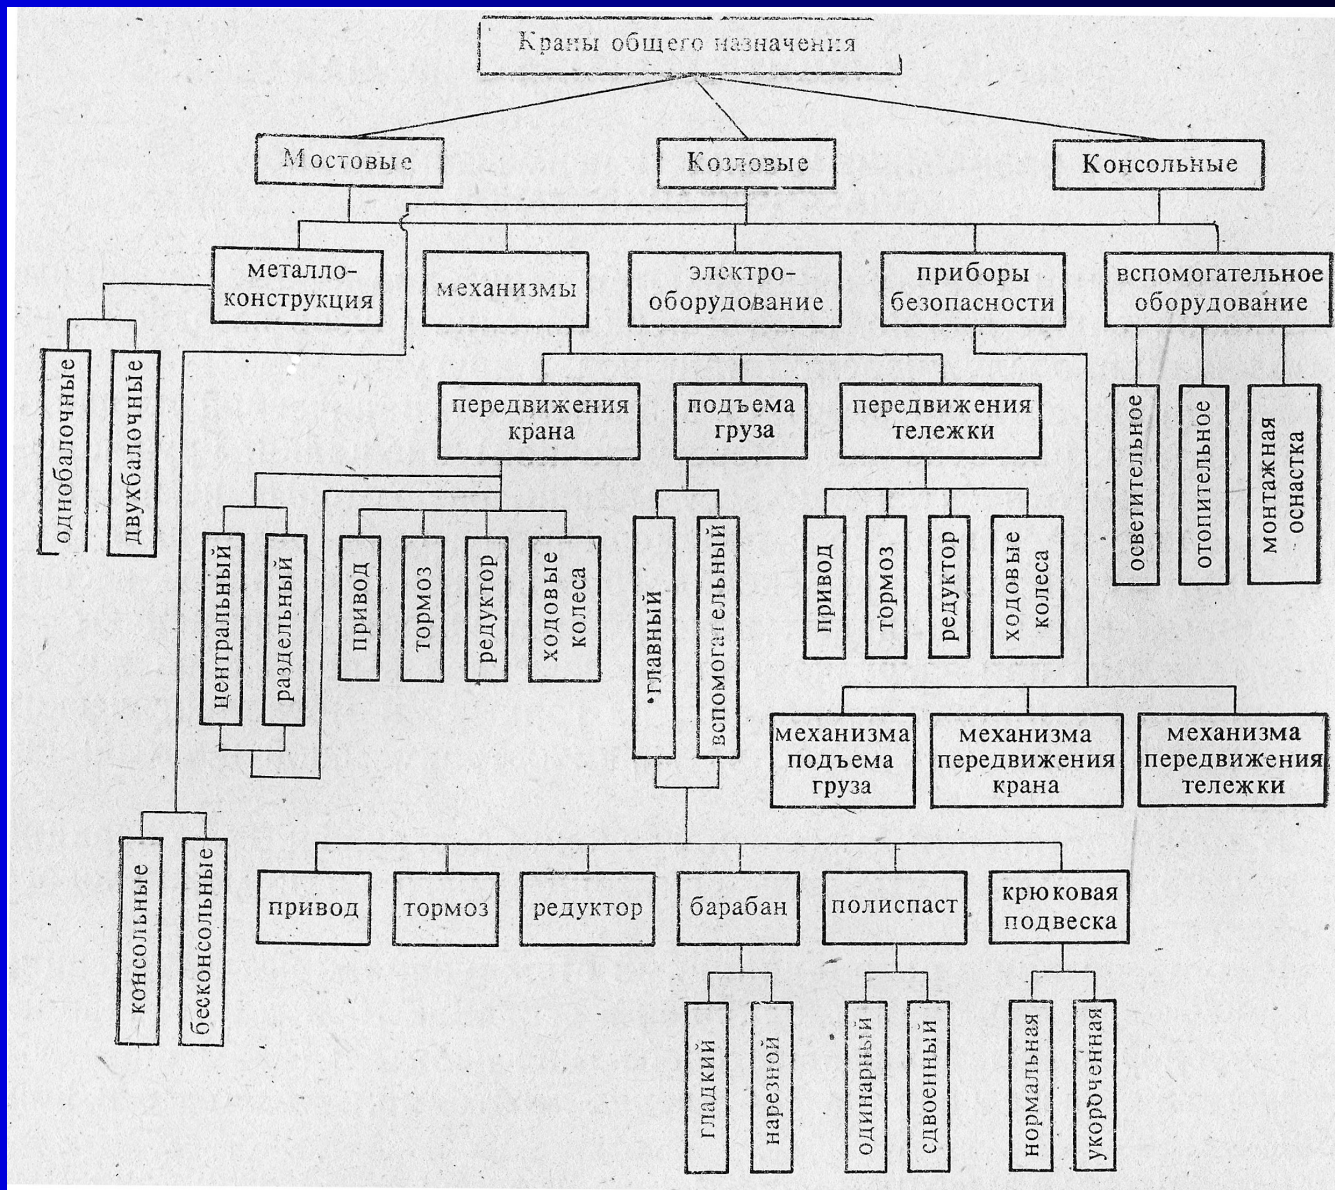 Краны общего назначения
Мостовые
Козловые
Консольные
металло-
конструкция
механизмы
электро-
оборудование
приборы
безопасности
вспомогательное
оборудование
однобалочные
двухбалочные
передвижения
крана
подъема
груза
передвижения
тележки
осветительное
отопительное
монтажная
оснастка
центральный
раздельный
привод
тормоз
редуктор
ходовые
колеса
главный
вспомогательный
привод
тормоз
редуктор
ходовые
колеса
механизма
подъема
груза
механизма
передвижения
крана
механизма
передвижения
тележки
консольные
бесконсольные
привод
тормоз
редуктор
барабан
полиспаст
крюковая
подвеска
гладкий
нарезной
одинарный
сдвоенный
нормальная
укороченная